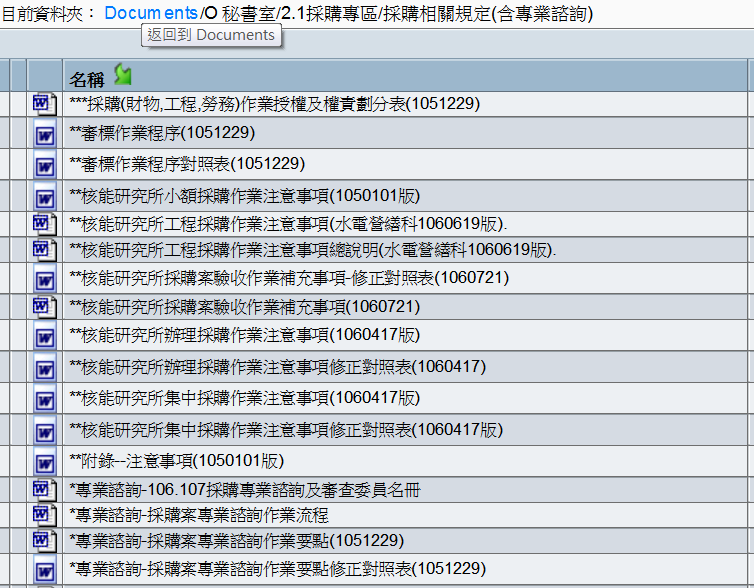 目前資料夾： Documents/O 秘書室/2.1採購專區/採購相關規定(含專業諮詢)
返回到 Documents
名稱
***採購(財物,工程,勞務)作業授權及權責劃分表(1051229)
**審標作業程序(1051229)
**審標作業程序對照表(1051229)
**核能研究所小額採購作業注意事項(1050101版)
**核能研究所工程採購作業注意事項(水電營繕科1060619版).
**核能研究所工程採購作業注意事項總說明(水電營繕科1060619版).
**核能研究所採購案驗收作業補充事項-修正對照表(1060721)
**核能研究所採購案驗收作業補充事項(1060721)
**核能研究所辦理採購作業注意事項(1060417版)
**核能研究所辦理採購作業注意事項修正對照表(1060417)
**核能研究所集中採購作業注意事項(1060417版)
**核能研究所集中採購作業注意事項修正對照表(1060417版)
**附錄--注意事項(1050101版)
*專業諮詢-106.107採購專業諮詢及審查委員名冊
*專業諮詢-採購案專業諮詢作業流程
*專業諮詢-採購案專業諮詢作業要點(1051229)
*專業諮詢-採購案專業諮詢作業要點修正對照表(1051229)